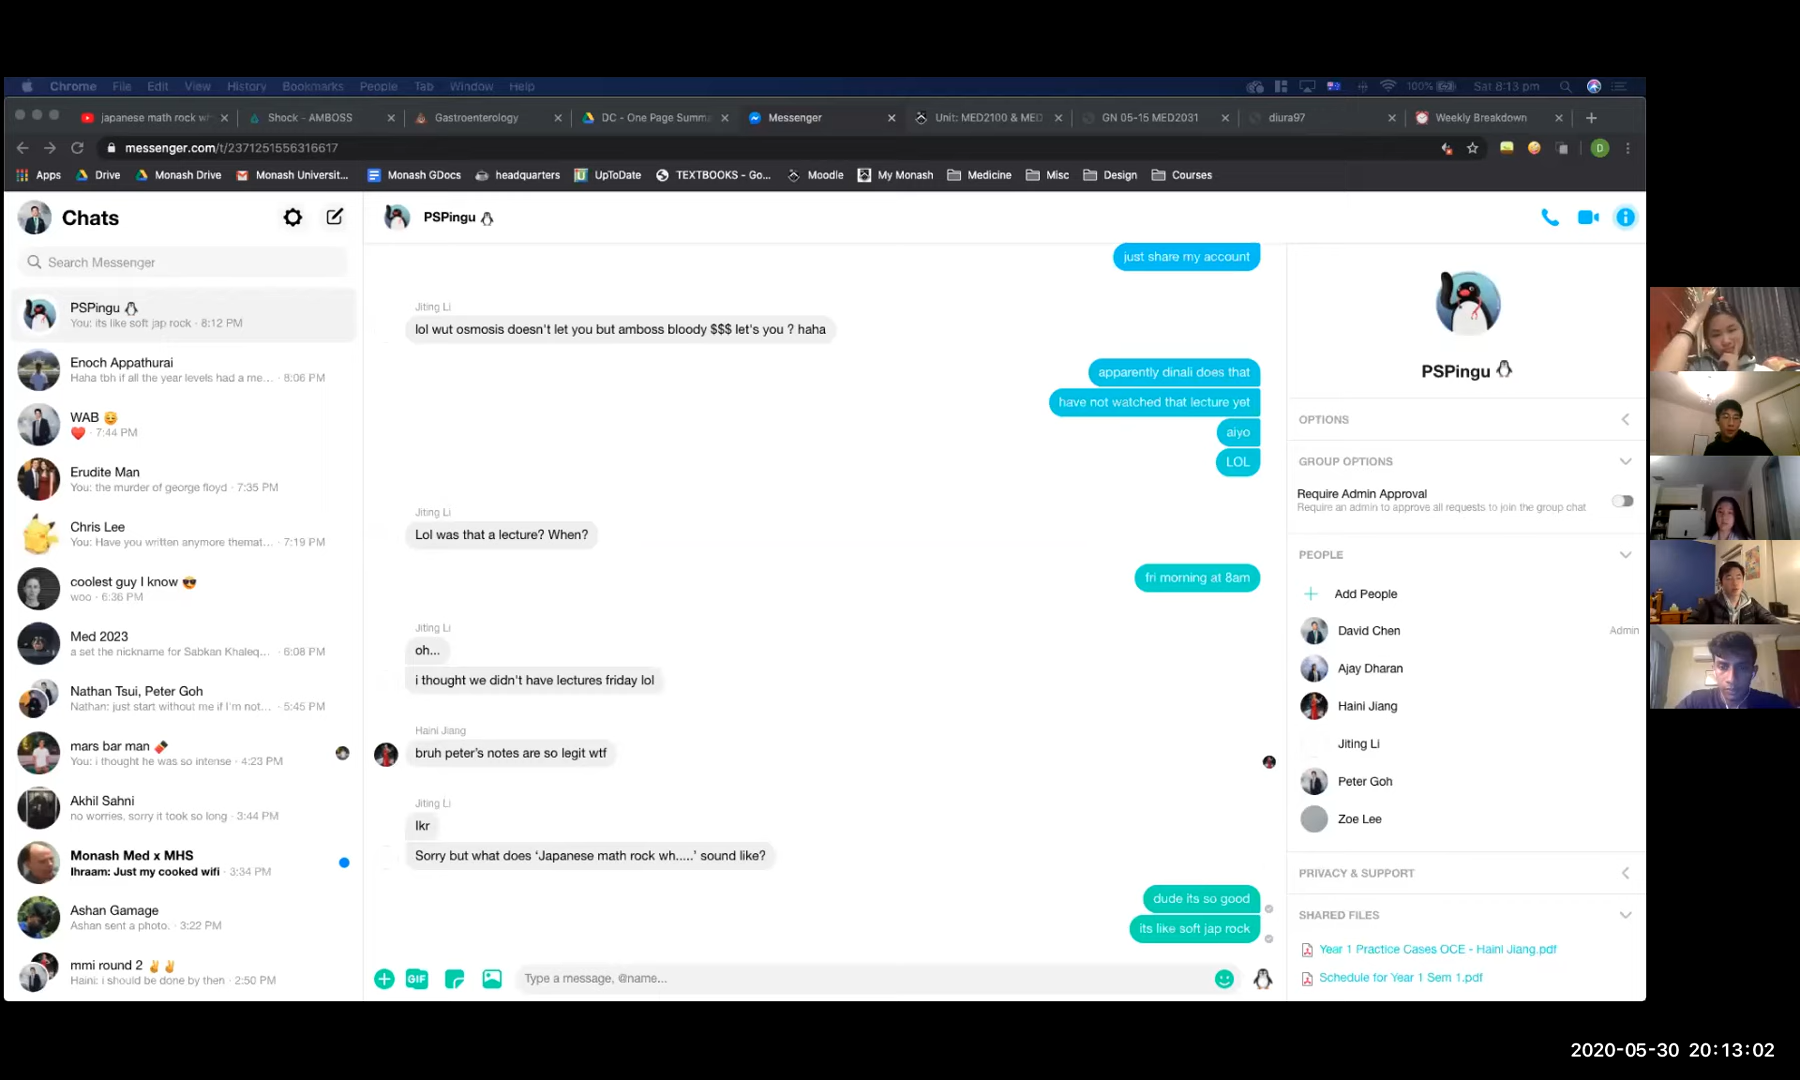 Chrome File Edit View History Bookmarks People Tab Window Help 100% Sat 8:13 pm
japanese math rock wh Shock - AMBOSS Gastroenterology DC - One Page Summa Messenger Unit: MED2100 & MED GN 05-15 MED2031 diura97 Weekly Breakdown
messenger.com/t/2371251556316617 D
Apps Drive Monash Drive Monash Universit... Monash GDocs headquarters UpToDate TEXTBOOKS - Go... Moodle My Monash Medicine Misc Design Courses
Chats
Search Messenger
PSPingu 🐧
You: its like soft jap rock · 8:12 PM
Enoch Appathurai
Haha tbh if all the year levels had a me... · 8:06 PM
WAB 😊
❤️ · 7:44 PM
Erudite Man
You: the murder of george floyd · 7:35 PM
Chris Lee
You: Have you written anymore themat... · 7:19 PM
coolest guy I know 😎
woo · 6:36 PM
Med 2023
a set the nickname for Sabkan Khaleq... · 6:08 PM
Nathan Tsui, Peter Goh
Nathan: just start without me if I'm not... · 5:45 PM
mars bar man 🍫
You: i thought he was so intense · 4:23 PM
Akhil Sahni
no worries, sorry it took so long · 3:44 PM
Monash Med x MHS
Ihraam: Just my cooked wifi · 3:34 PM
Ashan Gamage
Ashan sent a photo. · 3:22 PM
mmi round 2 ✌️✌️
Haini: i should be done by then · 2:50 PM
PSPingu 🐧
just share my account
Jiting Li
lol wut osmosis doesn't let you but amboss bloody $$$ let's you ? haha
apparently dinali does that
have not watched that lecture yet
aiyo
LOL
Jiting Li
Lol was that a lecture? When?
fri morning at 8am
Jiting Li
oh...
i thought we didn't have lectures friday lol
Haini Jiang
bruh peter's notes are so legit wtf
Jiting Li
Ikr
Sorry but what does ‘Japanese math rock wh.....’ sound like?
dude its so good
its like soft jap rock
GIF Type a message, @name...
PSPingu 🐧
OPTIONS
GROUP OPTIONS
Require Admin Approval
Require an admin to approve all requests to join the group chat
PEOPLE
Add People
David Chen Admin
Ajay Dharan
Haini Jiang
Jiting Li
Peter Goh
Zoe Lee
PRIVACY & SUPPORT
SHARED FILES
Year 1 Practice Cases OCE - Haini Jiang.pdf
Schedule for Year 1 Sem 1.pdf
2020-05-30 20:13:02